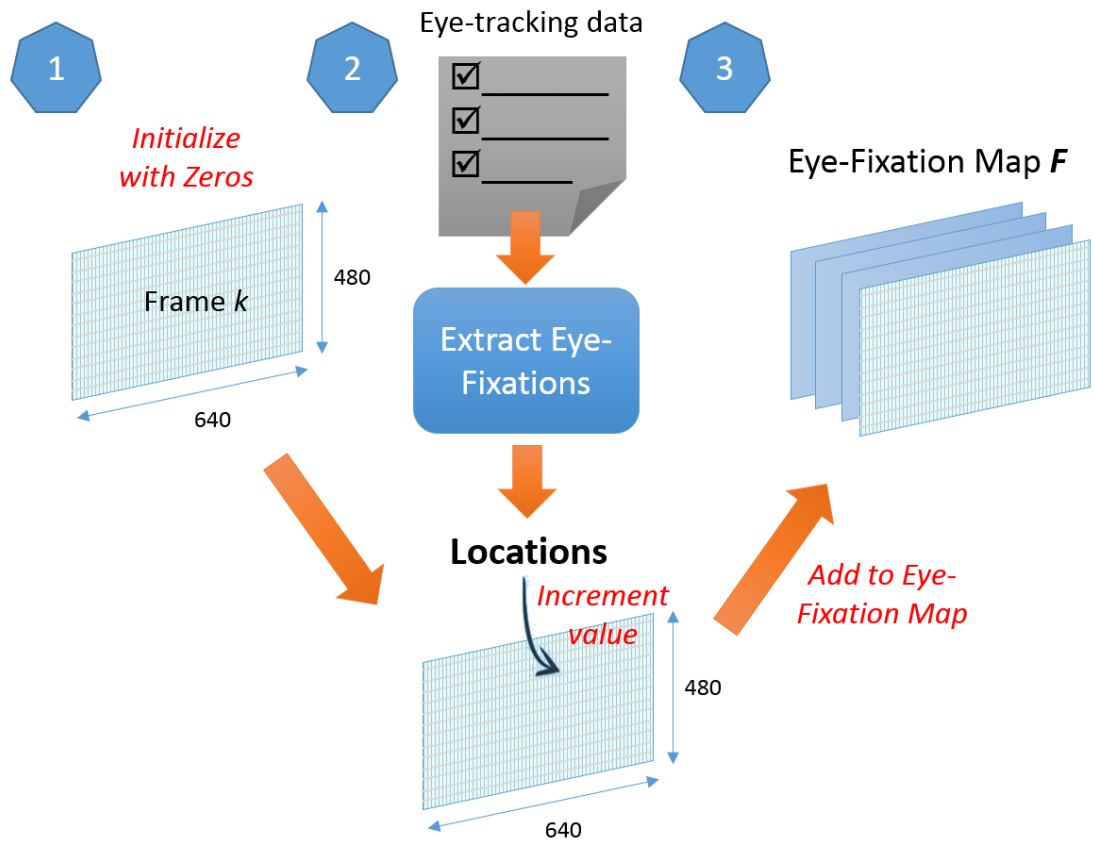 1
2
3
Eye-tracking data
Initialize
with Zeros
Frame k
480
640
Extract Eye-
Fixations
Locations
Increment
value
480
640
Eye-Fixation Map F
Add to Eye-
Fixation Map